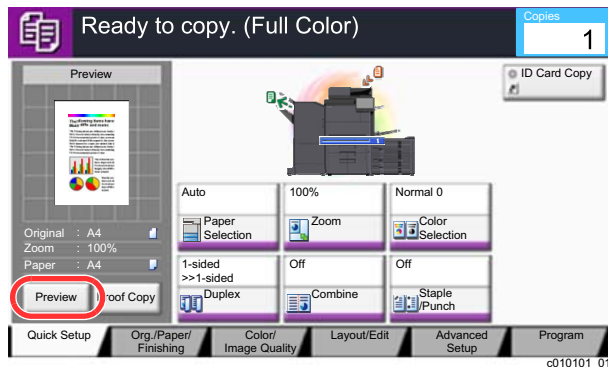 Ready to copy. (Full Color)
Copies
1
Preview
ID Card Copy
Original : A4
Zoom : 100%
Paper : A4
Preview
Proof Copy
Auto
Paper
Selection
100%
Zoom
Normal 0
Color
Selection
1-sided
>>1-sided
Duplex
Off
Combine
Off
Staple
/Punch
Quick Setup
Org./Paper/
Finishing
Color/
Image Quality
Layout/Edit
Advanced
Setup
Program
c010101_01